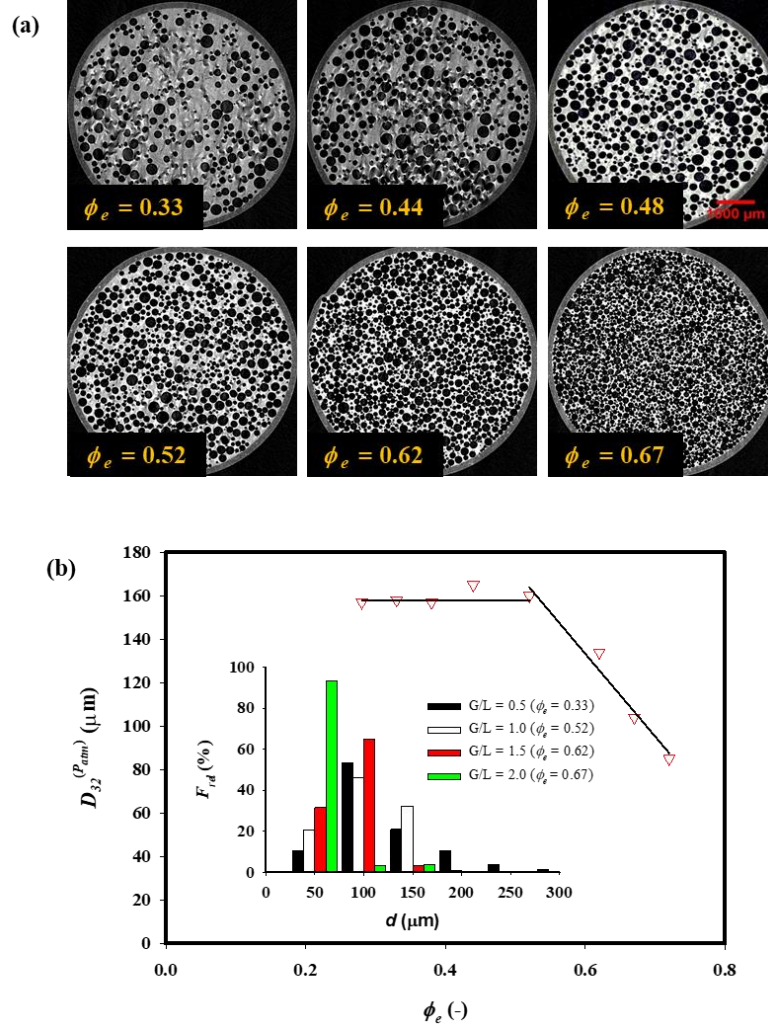 (a)
ϕe = 0.33
ϕe = 0.44
ϕe = 0.48
1000 μm
ϕe = 0.52
ϕe = 0.62
ϕe = 0.67
(b)
180
160
140
120
100
80
60
40
20
0
D32(Patm) (μm)
100
80
60
40
20
0
Frd (%)
G/L = 0.5 (ϕe = 0.33)
G/L = 1.0 (ϕe = 0.52)
G/L = 1.5 (ϕe = 0.62)
G/L = 2.0 (ϕe = 0.67)
0 50 100 150 200 250 300
d (μm)
0.0 0.2 0.4 0.6 0.8
ϕe (-)